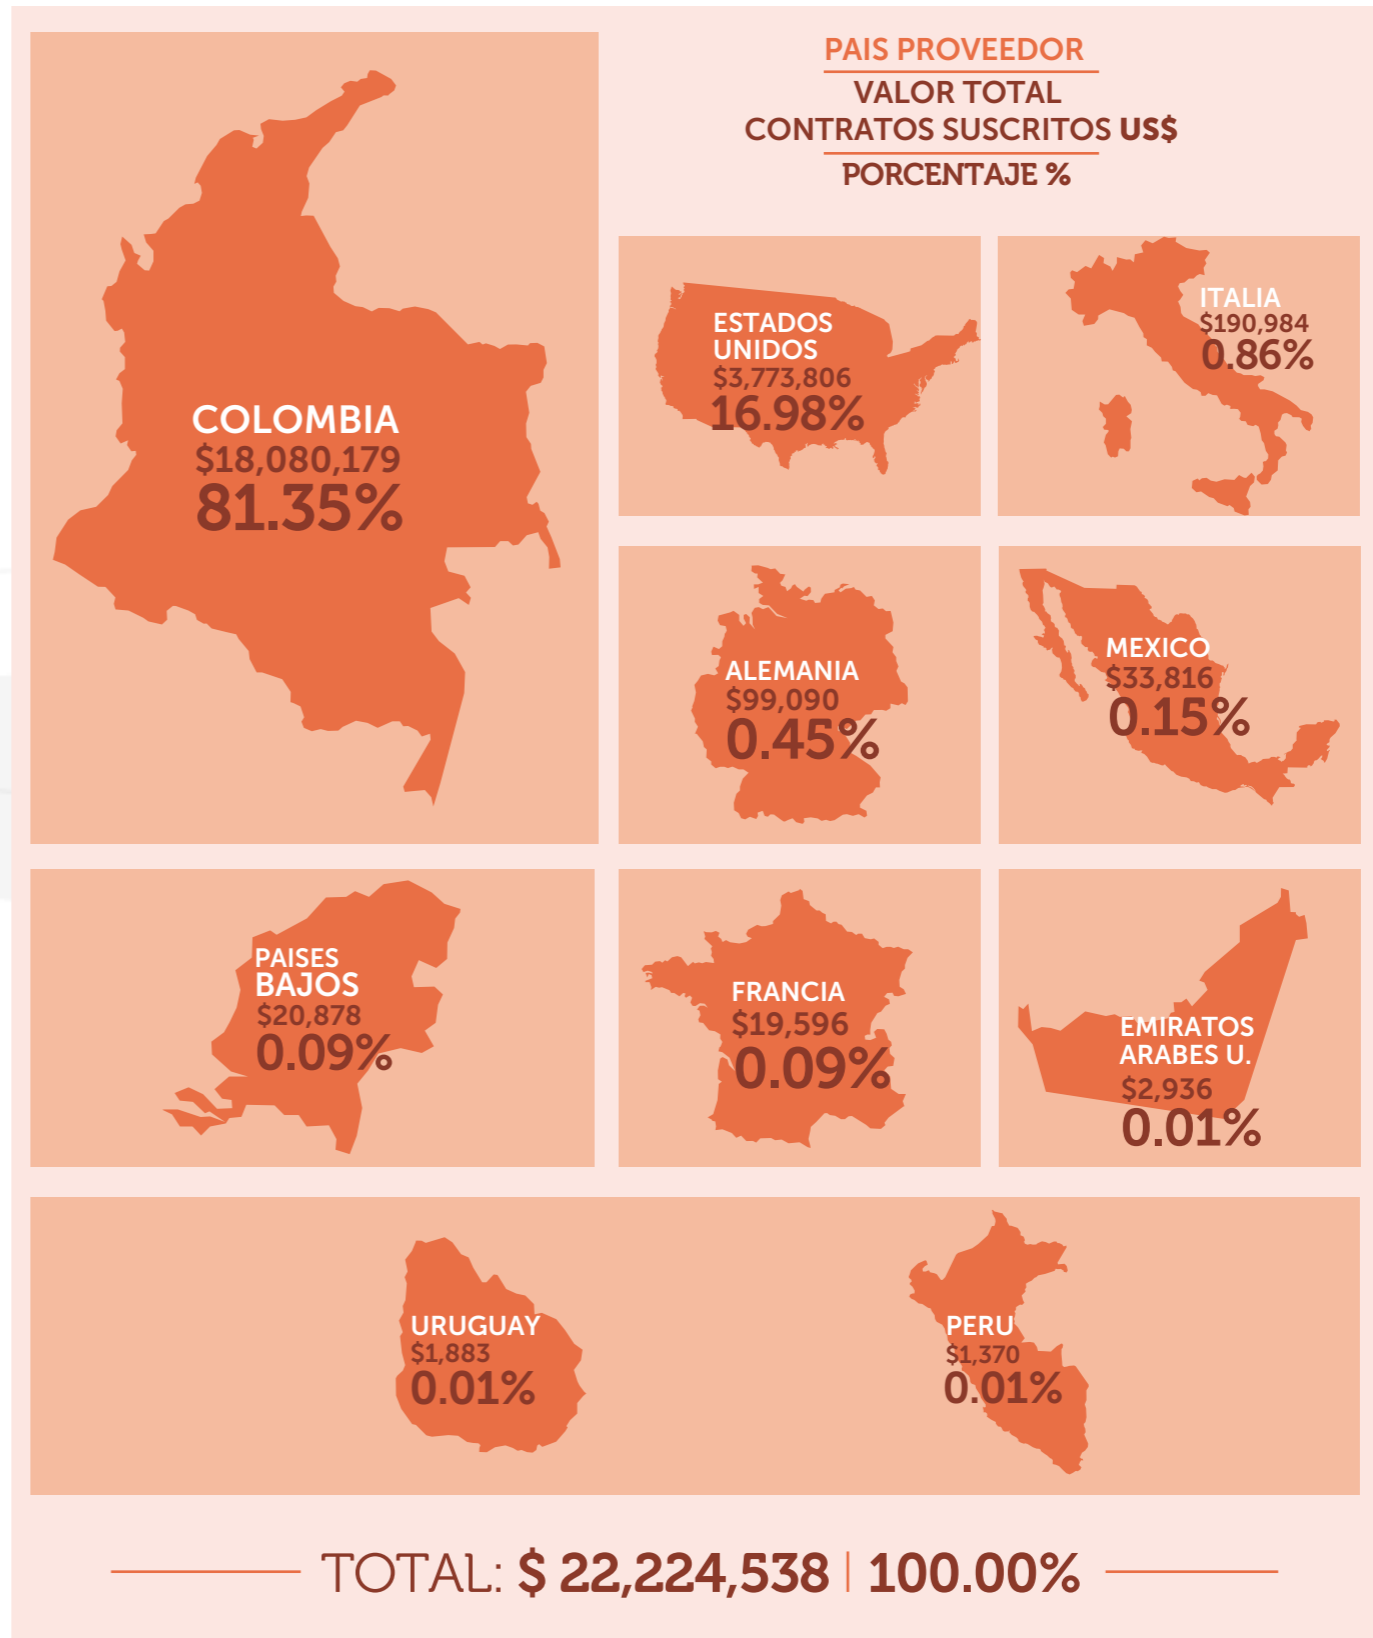 PAIS PROVEEDOR
VALOR TOTAL
CONTRATOS SUSCRITOS US$
PORCENTAJE %
COLOMBIA
$18,080,179
81.35%
ESTADOS
UNIDOS
$3,773,806
16.98%
ITALIA
$190,984
0.86%
ALEMANIA
$99,090
0.45%
MEXICO
$33,816
0.15%
PAISES
BAJOS
$20,878
0.09%
FRANCIA
$19,596
0.09%
EMIRATOS
ARABES U.
$2,936
0.01%
URUGUAY
$1,883
0.01%
PERU
$1,370
0.01%
TOTAL: $ 22,224,538 | 100.00%